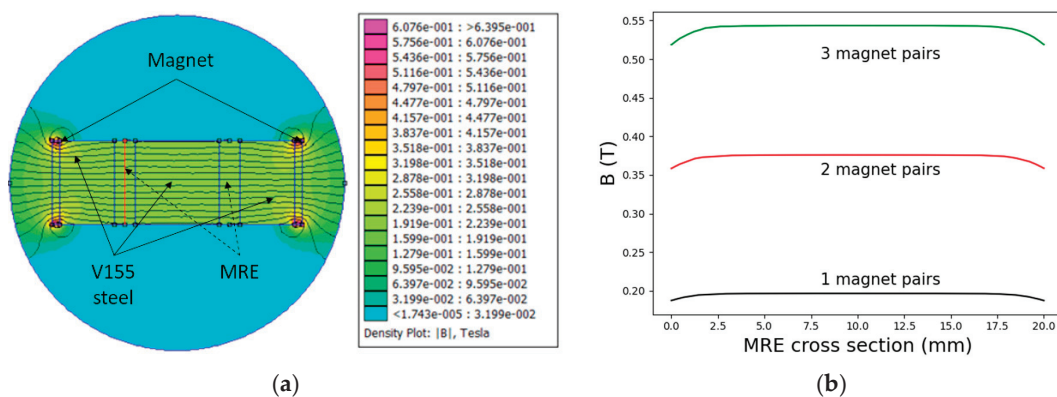 Magnet
V155
steel
MRE
6.076e-001 : >6.395e-001
5.756e-001 : 6.076e-001
5.436e-001 : 5.756e-001
5.116e-001 : 5.436e-001
4.797e-001 : 5.116e-001
4.477e-001 : 4.797e-001
4.157e-001 : 4.477e-001
3.837e-001 : 4.157e-001
3.518e-001 : 3.837e-001
3.198e-001 : 3.518e-001
2.878e-001 : 3.198e-001
2.558e-001 : 2.878e-001
2.239e-001 : 2.558e-001
1.919e-001 : 2.239e-001
1.599e-001 : 1.919e-001
1.279e-001 : 1.599e-001
9.595e-002 : 1.279e-001
6.397e-002 : 9.595e-002
3.199e-002 : 6.397e-002
<1.743e-005 : 3.199e-002
Density Plot: |B|, Tesla
(a)
B (T)
0.55
0.50
0.45
0.40
0.35
0.30
0.25
0.20
3 magnet pairs
2 magnet pairs
1 magnet pairs
0.0 2.5 5.0 7.5 10.0 12.5 15.0 17.5 20.0
MRE cross section (mm)
(b)